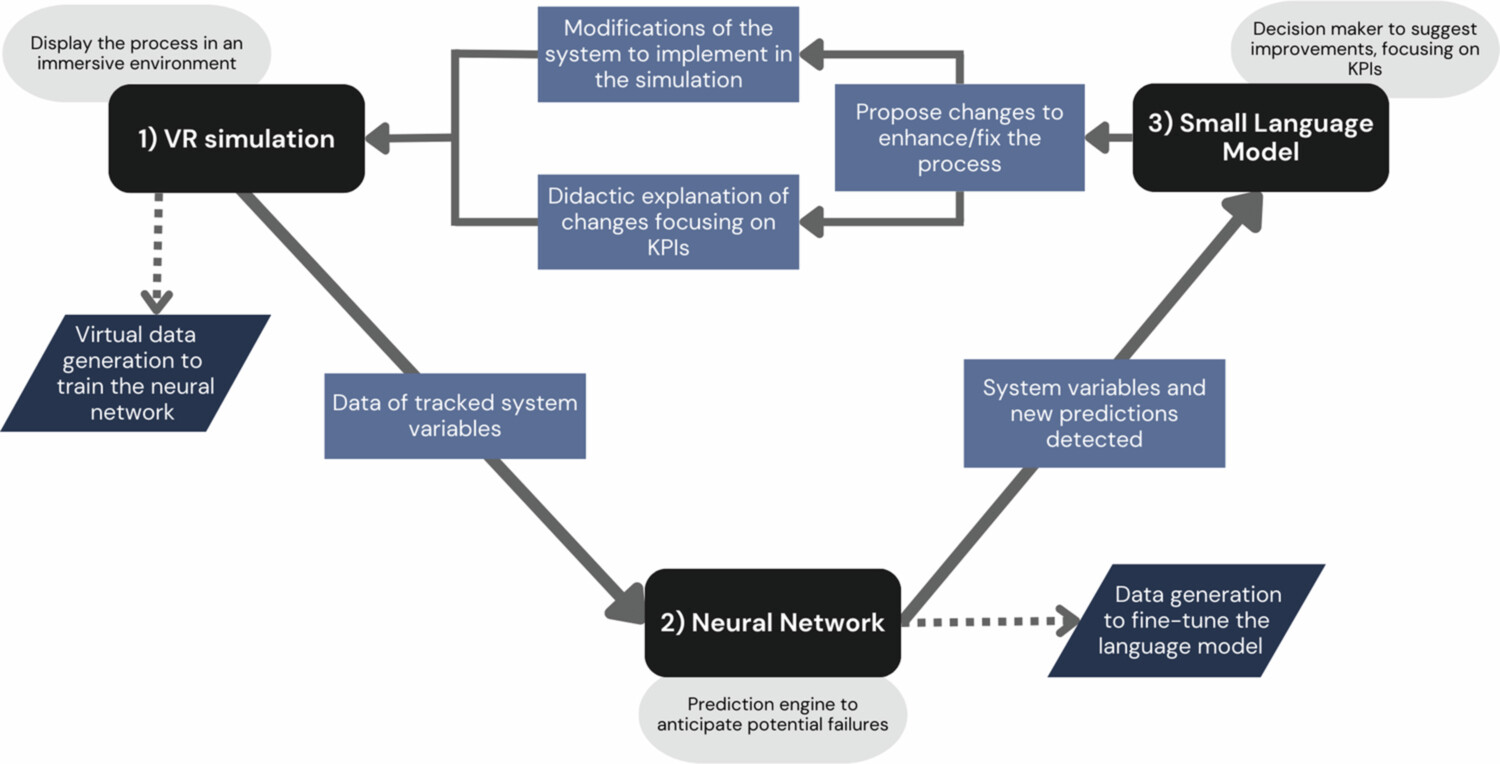 Display the process in an
immersive environment
1) VR simulation
Modifications of the
system to implement in
the simulation
Didactic explanation of
changes focusing on
KPIs
Propose changes to
enhance/fix the
process
Decision maker to suggest
improvements, focusing on
KPIs
3) Small Language
Model
Virtual data
generation to
train the neural
network
Data of tracked system
variables
System variables and
new predictions
detected
2) Neural Network
Prediction engine to
anticipate potential failures
Data generation
to fine-tune the
language model